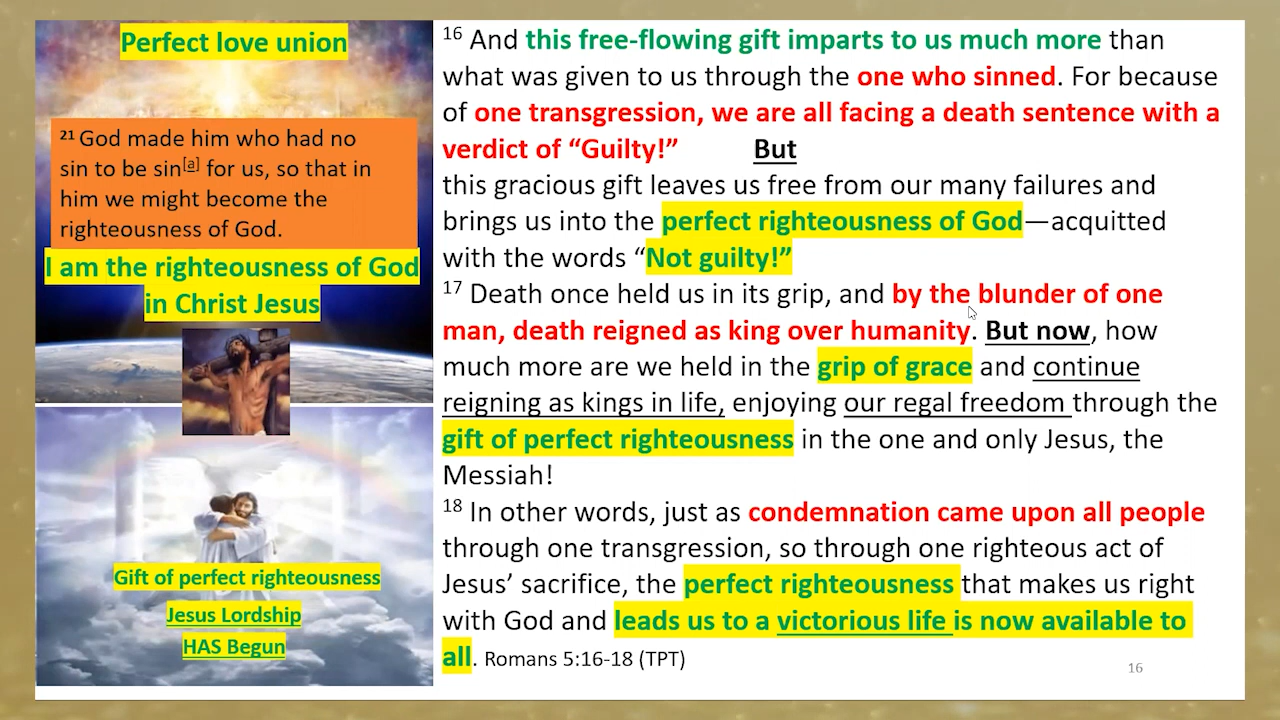 Perfect love union
21 God made him who had no
sin to be sin[a] for us, so that in
him we might become the
righteousness of God.
I am the righteousness of God
in Christ Jesus
Gift of perfect righteousness
Jesus Lordship
HAS Begun
16 And this free-flowing gift imparts to us much more than
what was given to us through the one who sinned. For because
of one transgression, we are all facing a death sentence with a
verdict of “Guilty!” But
this gracious gift leaves us free from our many failures and
brings us into the perfect righteousness of God—acquitted
with the words “Not guilty!”
17 Death once held us in its grip, and by the blunder of one
man, death reigned as king over humanity. But now, how
much more are we held in the grip of grace and continue
reigning as kings in life, enjoying our regal freedom through the
gift of perfect righteousness in the one and only Jesus, the
Messiah!
18 In other words, just as condemnation came upon all people
through one transgression, so through one righteous act of
Jesus’ sacrifice, the perfect righteousness that makes us right
with God and leads us to a victorious life is now available to
all. Romans 5:16-18 (TPT)
16